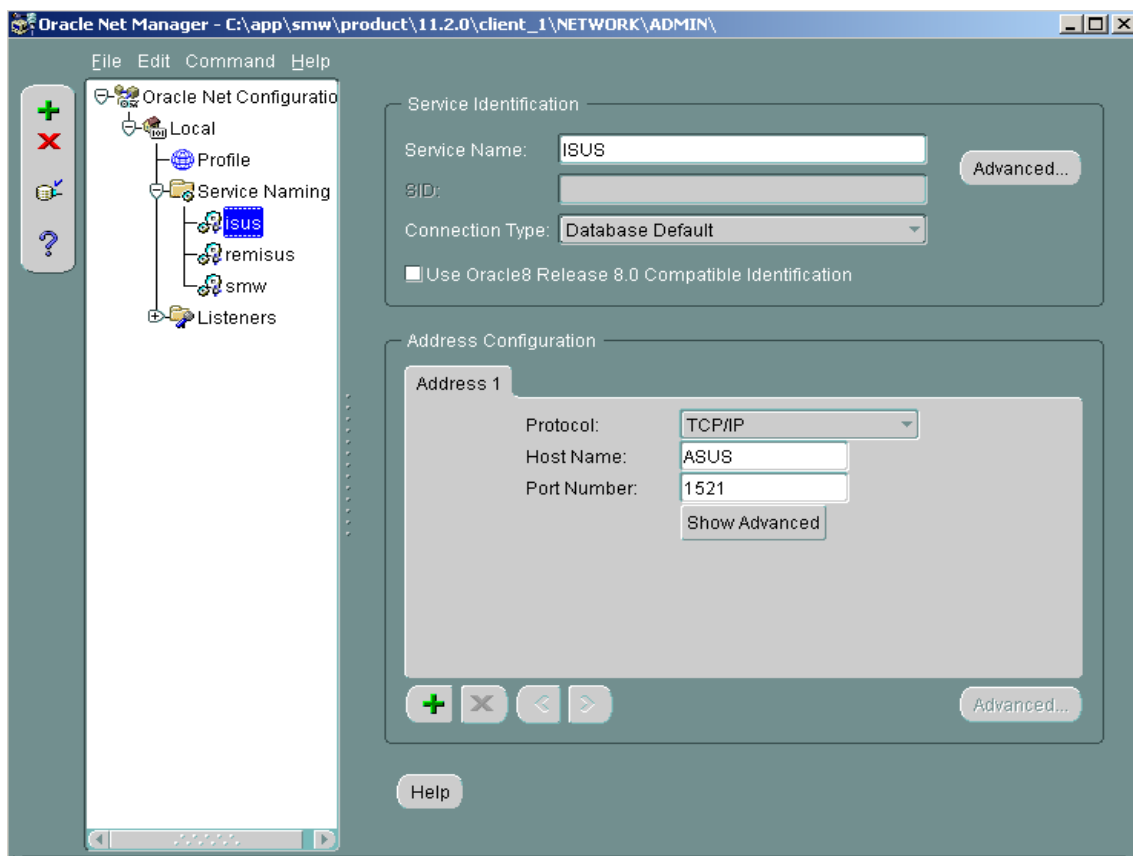 Oracle Net Manager - C:\app\smw\product\11.2.0\client_1\NETWORK\ADMIN\
File Edit Command Help
Oracle Net Configuratio
Local
Profile
Service Naming
isus
remisus
smw
Listeners
Service Identification
Service Name: ISUS
Advanced...
SID:
Connection Type: Database Default
Use Oracle8 Release 8.0 Compatible Identification
Address Configuration
Address 1
Protocol: TCP/IP
Host Name: ASUS
Port Number: 1521
Show Advanced
Advanced...
Help